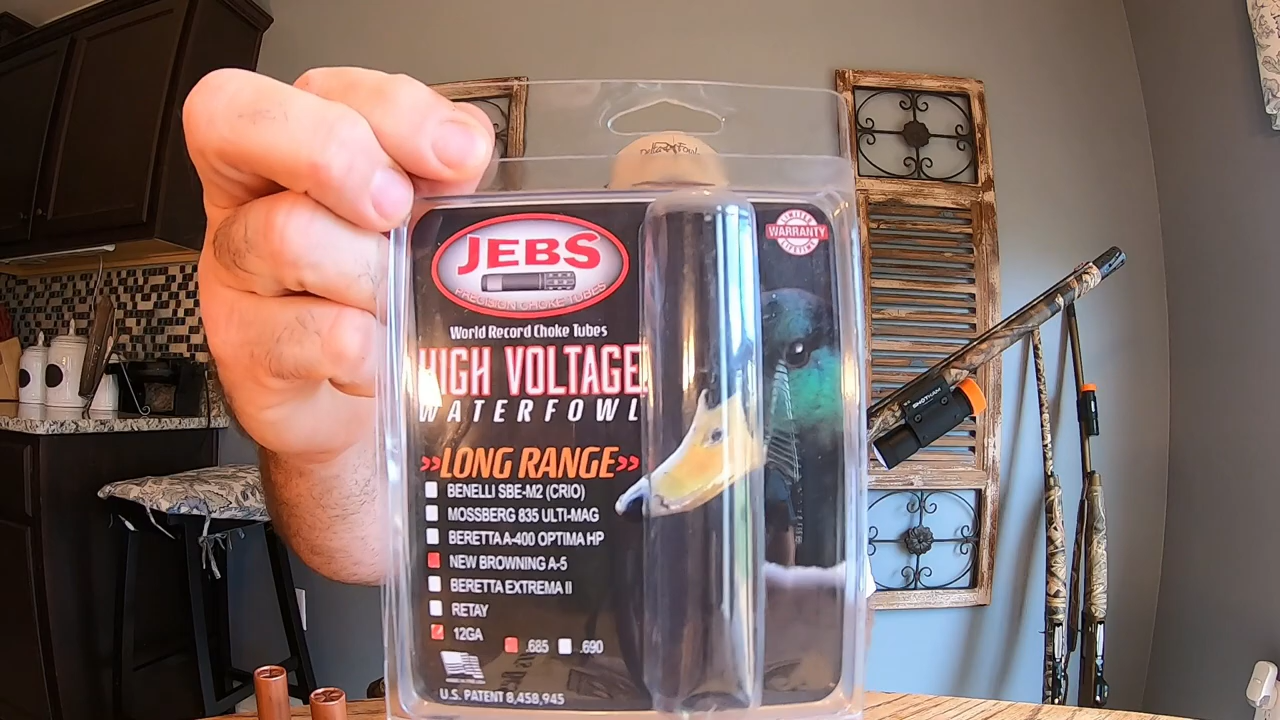 JEBS
PRECISION CHOKE TUBES
LIMITED
WARRANTY
LIFETIME
World Record Choke Tubes
HIGH VOLTAGE
WATERFOWL
»LONG RANGE»
BENELLI SBE-M2 (CRIO)
MOSSBERG 835 ULTI-MAG
BERETTA A-400 OPTIMA HP
NEW BROWNING A-5
BERETTA EXTREMA II
RETAY
12GA
.685 .690
U.S. PATENT 8,458,945